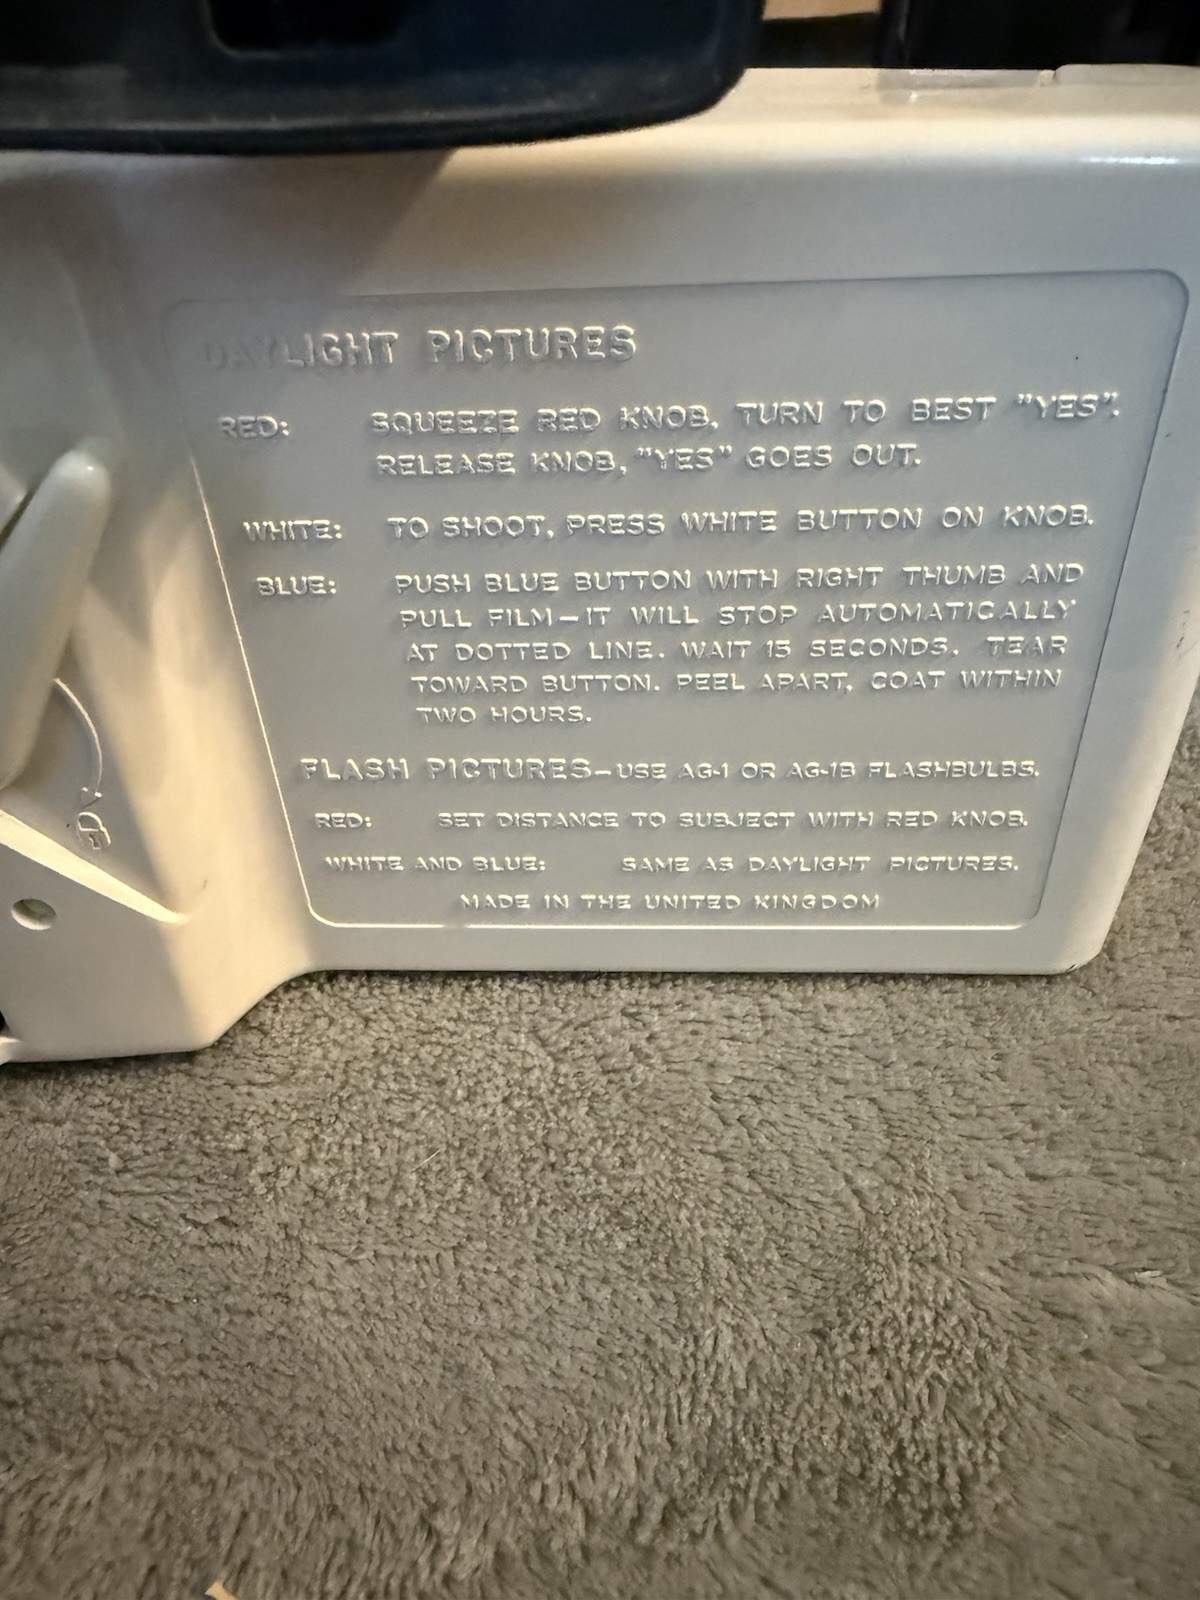 DAYLIGHT PICTURES
RED: SQUEEZE RED KNOB, TURN TO BEST "YES".
RELEASE KNOB, "YES" GOES OUT.
WHITE: TO SHOOT, PRESS WHITE BUTTON ON KNOB.
BLUE: PUSH BLUE BUTTON WITH RIGHT THUMB AND
PULL FILM—IT WILL STOP AUTOMATICALLY
AT DOTTED LINE. WAIT 15 SECONDS. TEAR
TOWARD BUTTON. PEEL APART, COAT WITHIN
TWO HOURS.
FLASH PICTURES—USE AG-1 OR AG-1B FLASHBULBS.
RED: SET DISTANCE TO SUBJECT WITH RED KNOB.
WHITE AND BLUE: SAME AS DAYLIGHT PICTURES.
MADE IN THE UNITED KINGDOM